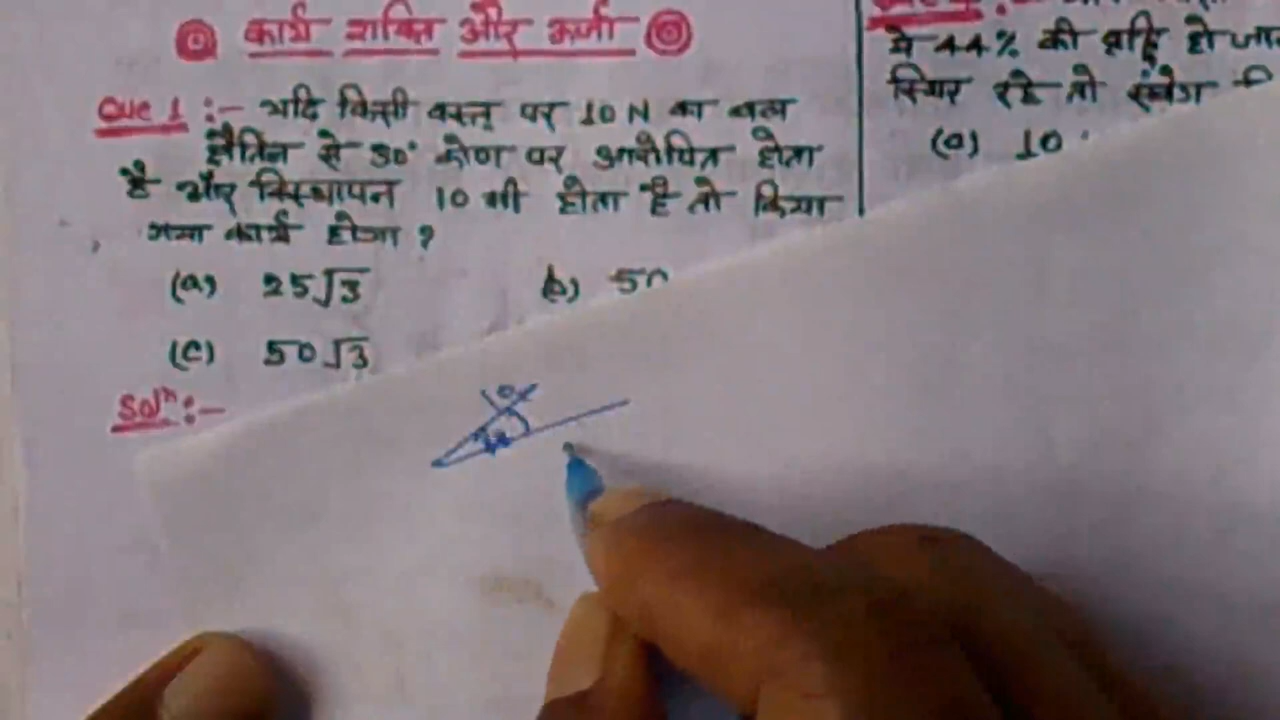 कार्य शक्ति और ऊर्जा
Que 1 :- यदि किसी वस्तु पर 10 N का बल
क्षैतिज से 30° कोण पर आरोपित होता
है और विस्थापन 10 मी होता है तो किया
गया कार्य होगा ?
(a) 25√3 (b) 50
(c) 50√3
Solⁿ :-
मे 44% की वृद्धि हो जा
स्थिर रहे तो संवेग
(a) 10